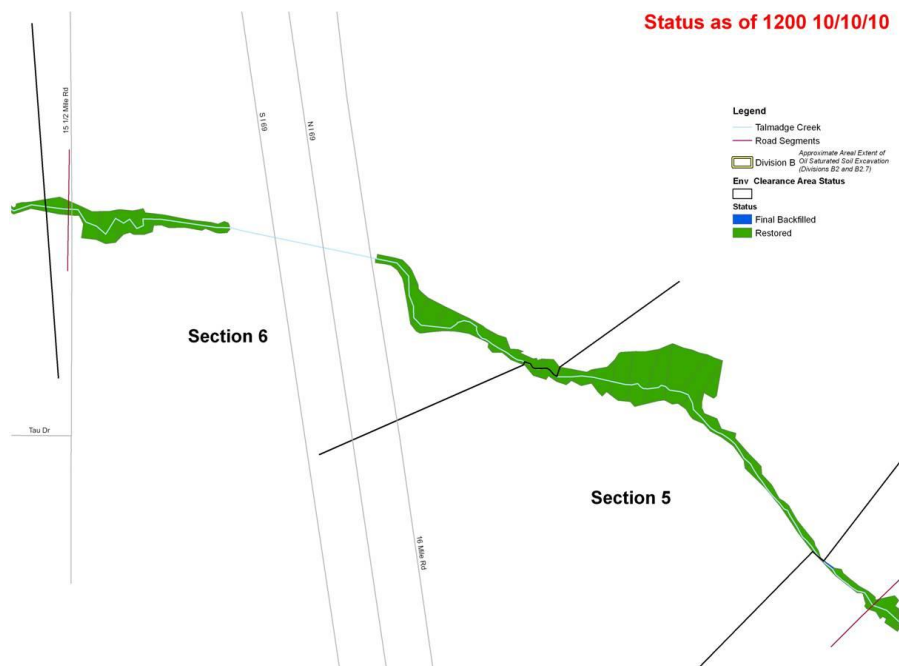 Status as of 1200 10/10/10
Legend
Talmadge Creek
Road Segments
Division B
Approximate Areal Extent of
Oil Saturated Soil Excavation
(Divisions B2 and B2.7)
Env Clearance Area Status
Status
Final Backfilled
Restored
15 1/2 Mile Rd
S I 69
N I 69
Section 6
Tau Dr
Section 5
16 Mile Rd